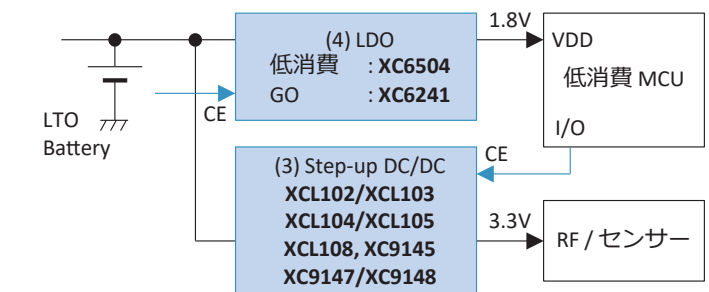 (4) LDO
低消費 : XC6504
GO : XC6241
1.8V
VDD
低消費 MCU
I/O
CE
LTO
Battery
(3) Step-up DC/DC
XCL102/XCL103
XCL104/XCL105
XCL108, XC9145
XC9147/XC9148
CE
3.3V
RF / センサー